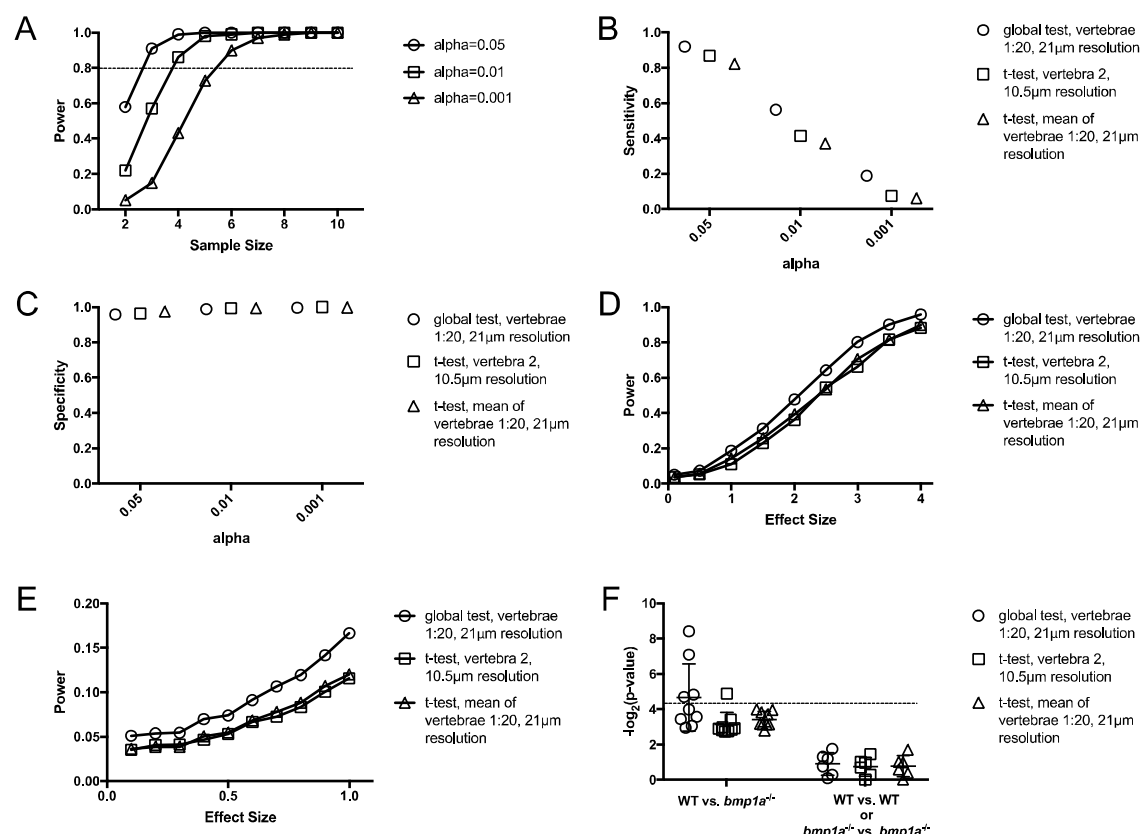 A
1.0
0.8
0.6
0.4
0.2
0.0
Power
2
4
6
8
10
Sample Size
alpha=0.05
alpha=0.01
alpha=0.001
B
1.0
0.8
0.6
0.4
0.2
0.0
Sensitivity
0.05
0.01
0.001
alpha
global test, vertebrae
1:20, 21µm resolution
t-test, vertebra 2,
10.5µm resolution
t-test, mean of
vertebrae 1:20, 21µm
resolution
C
1.0
0.8
0.6
0.4
0.2
0.0
Specificity
0.05
0.01
0.001
alpha
global test, vertebrae
1:20, 21µm resolution
t-test, vertebra 2,
10.5µm resolution
t-test, mean of
vertebrae 1:20, 21µm
resolution
D
1.0
0.8
0.6
0.4
0.2
0.0
Power
0
1
2
3
4
Effect Size
global test, vertebrae
1:20, 21µm resolution
t-test, vertebra 2,
10.5µm resolution
t-test, mean of
vertebrae 1:20, 21µm
resolution
E
0.20
0.15
0.10
0.05
0.00
Power
0.0
0.5
1.0
Effect Size
global test, vertebrae
1:20, 21µm resolution
t-test, vertebra 2,
10.5µm resolution
t-test, mean of
vertebrae 1:20, 21µm
resolution
F
10
8
6
4
2
0
-log₂(p-value)
WT vs. bmp1a⁻/⁻
WT vs. WT
or
bmp1a⁻/⁻ vs. bmp1a⁻/⁻
global test, vertebrae
1:20, 21µm resolution
t-test, vertebra 2,
10.5µm resolution
t-test, mean of
vertebrae 1:20, 21µm
resolution